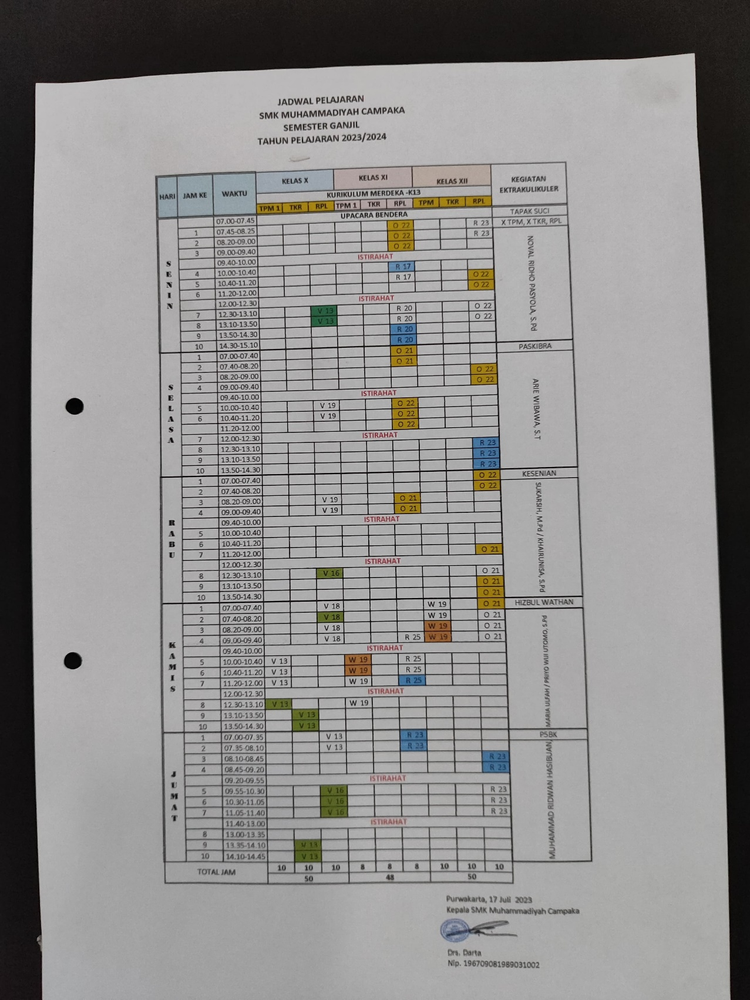 JADWAL PELAJARAN
SMK MUHAMMADIYAH CAMPAKA
SEMESTER GANJIL
TAHUN PELAJARAN 2023/2024
HARI JAM KE WAKTU KELAS X KELAS XI KELAS XII KEGIATAN EKTRAKULIKULER
KURIKULUM MERDEKA -K13
TPM 1 TKR RPL TPM 1 TKR RPL TPM TKR RPL
UPACARA BENDERA TAPAK SUCI
SENIN
07.00-07.45 O 22 R 23 X TPM, X TKR, RPL
1 07.45-08.25 O 22 R 23
2 08.20-09.00 O 22
3 09.00-09.40
ISTIRAHAT
09.40-10.00 R 17
4 10.00-10.40 R 17 O 22
5 10.40-11.20 O 22
6 11.20-12.00
ISTIRAHAT
NOVAL RIDHO PASYOLA, S.Pd
12.00-12.30 V 13 R 20 O 22
7 12.30-13.10 V 13 R 20 O 22
8 13.10-13.50 R 20
9 13.50-14.30 R 20
10 14.30-15.10 O 21 PASKIBRA
SELASA
1 07.00-07.40 O 21
2 07.40-08.20 O 22
3 08.20-09.00 O 22
4 09.00-09.40
ISTIRAHAT
09.40-10.00 V 19 O 22
5 10.00-10.40 V 19 O 22
6 10.40-11.20 O 22
11.20-12.00
ISTIRAHAT
ARIE WIBAWA, S.T
7 12.00-12.30 R 23
8 12.30-13.10 R 23
9 13.10-13.50 R 23
10 13.50-14.30 O 22 KESENIAN
RABU
1 07.00-07.40 O 22
2 07.40-08.20
3 08.20-09.00 V 19 O 21
4 09.00-09.40 V 19 O 21
09.40-10.00 ISTIRAHAT
5 10.00-10.40
6 10.40-11.20
7 11.20-12.00 O 21
12.00-12.30 ISTIRAHAT
SUKARSIH, M.Pd / KHAIRUNISA, S.Pd
8 12.30-13.10 V 16 O 21
9 13.10-13.50 O 21
10 13.50-14.30 O 21
KAMIS
1 07.00-07.40 V 18 W 19 O 21 HIZBUL WATHAN
2 07.40-08.20 V 18 W 19 O 21
3 08.20-09.00 V 18 W 19 O 21
4 09.00-09.40 V 18 R 25 W 19 O 21
09.40-10.00 ISTIRAHAT
5 10.00-10.40 V 13 W 19 R 25
6 10.40-11.20 V 13 W 19 R 25
7 11.20-12.00 V 13 W 19 R 25
12.00-12.30 ISTIRAHAT
MARIA ULFAH / PRIYO WIJI UTOMO, S.Pd
8 12.30-13.10 V 13 W 19
9 13.10-13.50 V 13
10 13.50-14.30 V 13
JUMAT
1 07.00-07.35 V 13 R 23 PSBK
2 07.35-08.10 V 13 R 23
3 08.10-08.45 R 23
4 08.45-09.20 R 23
09.20-09.55 ISTIRAHAT
5 09.55-10.30 V 16 R 23
6 10.30-11.05 V 16 R 23
7 11.05-11.40 V 16 R 23
11.40-13.00 ISTIRAHAT
MUHAMMAD RIDWAN HASIBUAN,
8 13.00-13.35
9 13.35-14.10 V 13
10 14.10-14.45 V 13
TOTAL JAM 10 10 10 8 8 8 10 10 10
50 48 50
Purwakarta, 17 Juli 2023
Kepala SMK Muhammadiyah Campaka
Drs. Darta
Nip. 196709081989031002